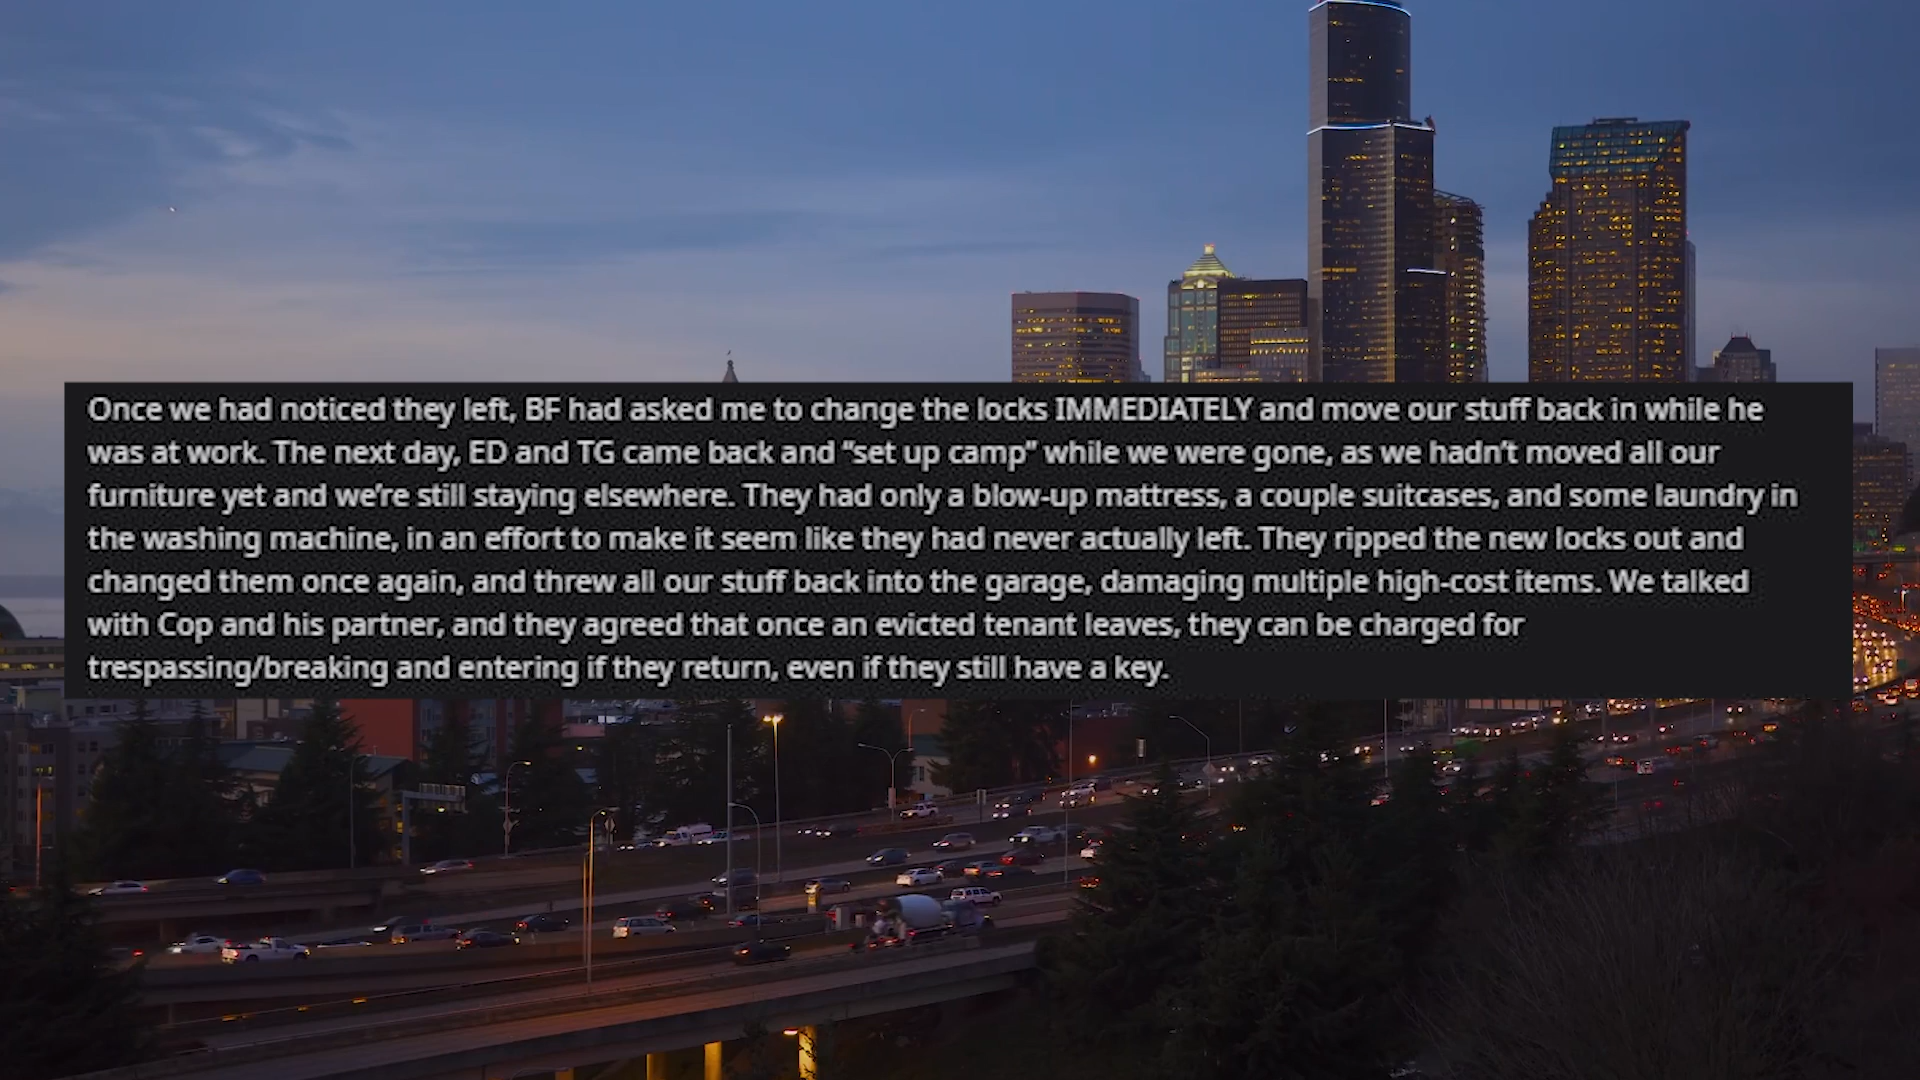 Once we had noticed they left, BF had asked me to change the locks IMMEDIATELY and move our stuff back in while he
was at work. The next day, ED and TG came back and “set up camp” while we were gone, as we hadn’t moved all our
furniture yet and we’re still staying elsewhere. They had only a blow-up mattress, a couple suitcases, and some laundry in
the washing machine, in an effort to make it seem like they had never actually left. They ripped the new locks out and
changed them once again, and threw all our stuff back into the garage, damaging multiple high-cost items. We talked
with Cop and his partner, and they agreed that once an evicted tenant leaves, they can be charged for
trespassing/breaking and entering if they return, even if they still have a key.